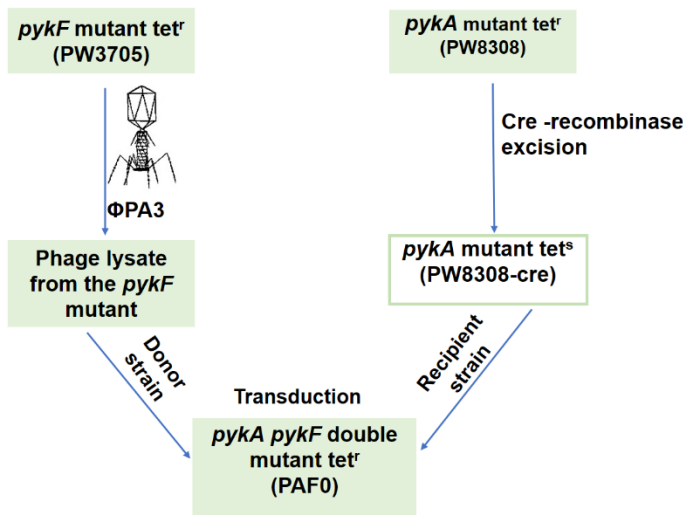 pykF mutant tetʳ
(PW3705)
ΦPA3
Phage lysate
from the pykF
mutant
Donor
strain
pykA mutant tetʳ
(PW8308)
Cre -recombinase
excision
pykA mutant tetˢ
(PW8308-cre)
Recipient
strain
Transduction
pykA pykF double
mutant tetʳ
(PAF0)